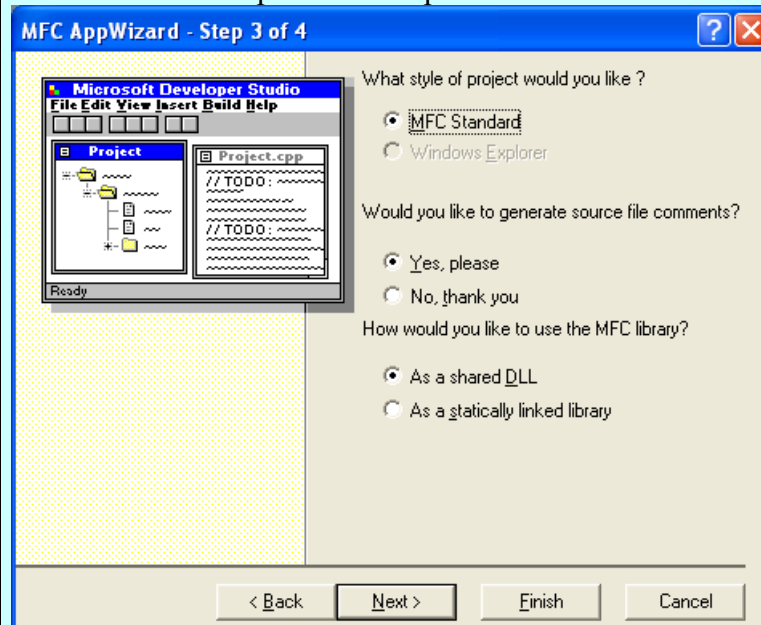 MFC AppWizard - Step 3 of 4
Microsoft Developer Studio
File Edit View Insert Build Help
Project
Project.cpp
//TODO:
//TODO:
Ready
What style of project would you like ?
MFC Standard
Windows Explorer
Would you like to generate source file comments?
Yes, please
No, thank you
How would you like to use the MFC library?
As a shared DLL
As a statically linked library
< Back
Next >
Finish
Cancel